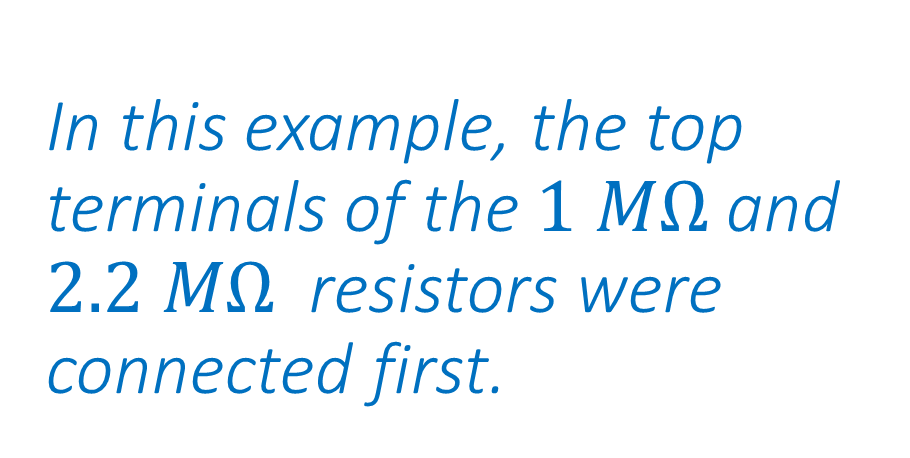 In this example, the top
terminals of the 1 MΩ and
2.2 MΩ resistors were
connected first.